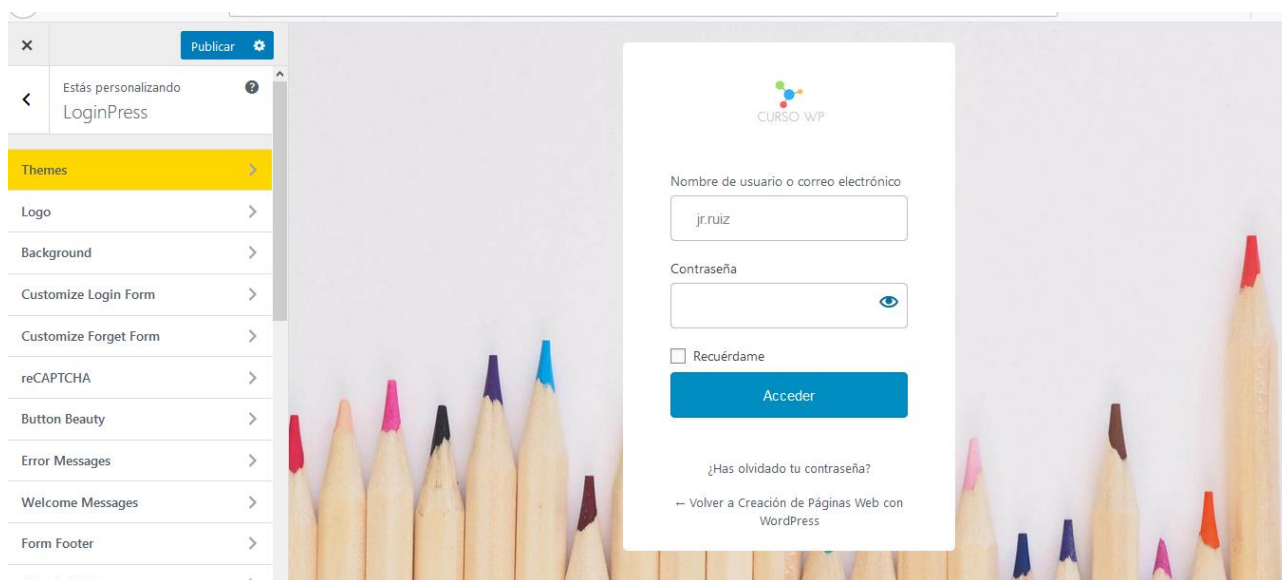 Publicar
Estás personalizando
LoginPress
Themes
Logo
Background
Customize Login Form
Customize Forget Form
reCAPTCHA
Button Beauty
Error Messages
Welcome Messages
Form Footer
CURSO WP
Nombre de usuario o correo electrónico
jr.ruiz
Contraseña
Recuérdame
Acceder
¿Has olvidado tu contraseña?
← Volver a Creación de Páginas Web con
WordPress